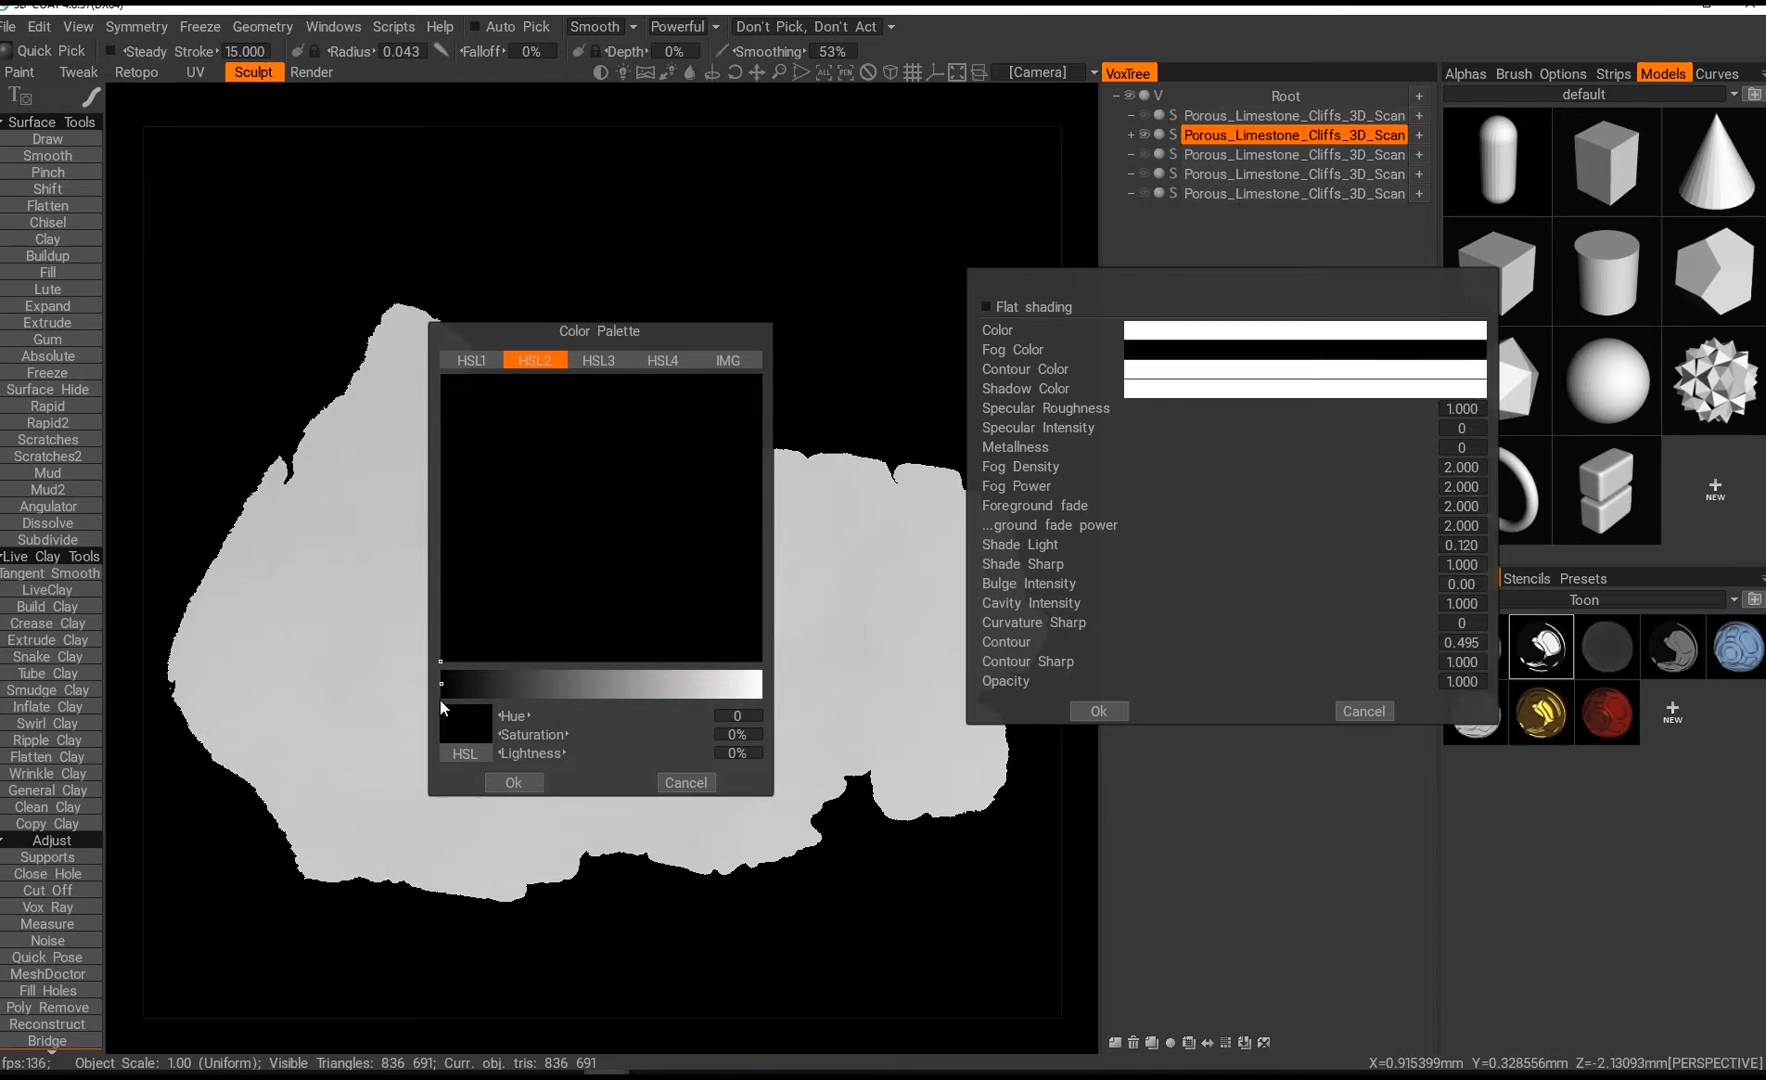 File Edit View Symmetry Freeze Geometry Windows Scripts Help Auto Pick Smooth Powerful Don't Pick, Don't Act
Quick Pick Steady Stroke 15.000 Radius 0.043 Falloff 0% Depth 0% Smoothing 53%
Paint Tweak Retopo UV Sculpt Render [Camera]
Surface Tools
Draw
Smooth
Pinch
Shift
Flatten
Chisel
Clay
Buildup
Fill
Lute
Expand
Extrude
Gum
Absolute
Freeze
Surface Hide
Rapid
Rapid2
Scratches
Scratches2
Mud
Mud2
Angulator
Dissolve
Subdivide
Live Clay Tools
Tangent Smooth
LiveClay
Build Clay
Crease Clay
Extrude Clay
Snake Clay
Tube Clay
Smudge Clay
Inflate Clay
Swirl Clay
Ripple Clay
Flatten Clay
Wrinkle Clay
General Clay
Clean Clay
Copy Clay
Adjust
Supports
Close Hole
Cut Off
Vox Ray
Measure
Noise
Quick Pose
MeshDoctor
Fill Holes
Poly Remove
Reconstruct
Bridge
Color Palette
HSL1 HSL2 HSL3 HSL4 IMG
Hue 0
Saturation 0%
HSL Lightness 0%
Ok Cancel
VoxTree
V Root +
S Porous_Limestone_Cliffs_3D_Scan +
S Porous_Limestone_Cliffs_3D_Scan +
S Porous_Limestone_Cliffs_3D_Scan +
S Porous_Limestone_Cliffs_3D_Scan +
S Porous_Limestone_Cliffs_3D_Scan +
Flat shading
Color
Fog Color
Contour Color
Shadow Color
Specular Roughness 1.000
Specular Intensity 0
Metallness 0
Fog Density 2.000
Fog Power 2.000
Foreground fade 2.000
...ground fade power 2.000
Shade Light 0.120
Shade Sharp 1.000
Bulge Intensity 0.00
Cavity Intensity 1.000
Curvature Sharp 0
Contour 0.495
Contour Sharp 1.000
Opacity 1.000
Ok Cancel
Alphas Brush Options Strips Models Curves
default
NEW
Stencils Presets
Toon
NEW
fps:136; Object Scale: 1.00 (Uniform); Visible Triangles: 836 691; Curr. obj. tris: 836 691
X=0.915399mm Y=0.328556mm Z=-2.13093mm[PERSPECTIVE]